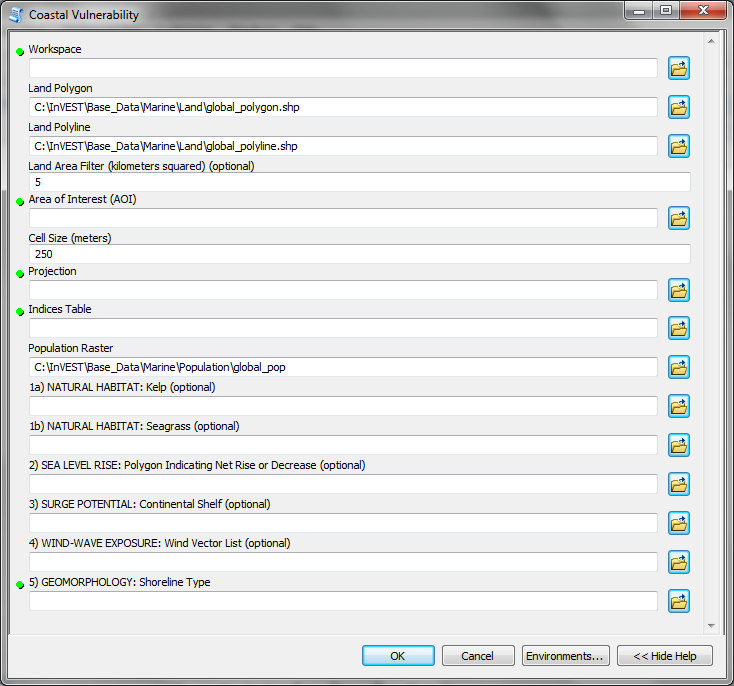 Coastal Vulnerability
Workspace
Land Polygon
C:\InVEST\Base_Data\Marine\Land\global_polygon.shp
Land Polyline
C:\InVEST\Base_Data\Marine\Land\global_polyline.shp
Land Area Filter (kilometers squared) (optional)
5
Area of Interest (AOI)
Cell Size (meters)
250
Projection
Indices Table
Population Raster
C:\InVEST\Base_Data\Marine\Population\global_pop
1a) NATURAL HABITAT: Kelp (optional)
1b) NATURAL HABITAT: Seagrass (optional)
2) SEA LEVEL RISE: Polygon Indicating Net Rise or Decrease (optional)
3) SURGE POTENTIAL: Continental Shelf (optional)
4) WIND-WAVE EXPOSURE: Wind Vector List (optional)
5) GEOMORPHOLOGY: Shoreline Type
OK Cancel Environments... << Hide Help